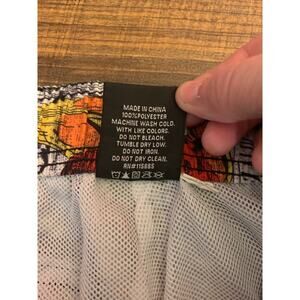 MADE IN CHINA
100%POLYESTER
MACHINE WASH COLD.
WITH LIKE COLORS.
DO NOT BLEACH.
TUMBLE DRY LOW.
DO NOT IRON.
DO NOT DRY CLEAN.
RN#115885